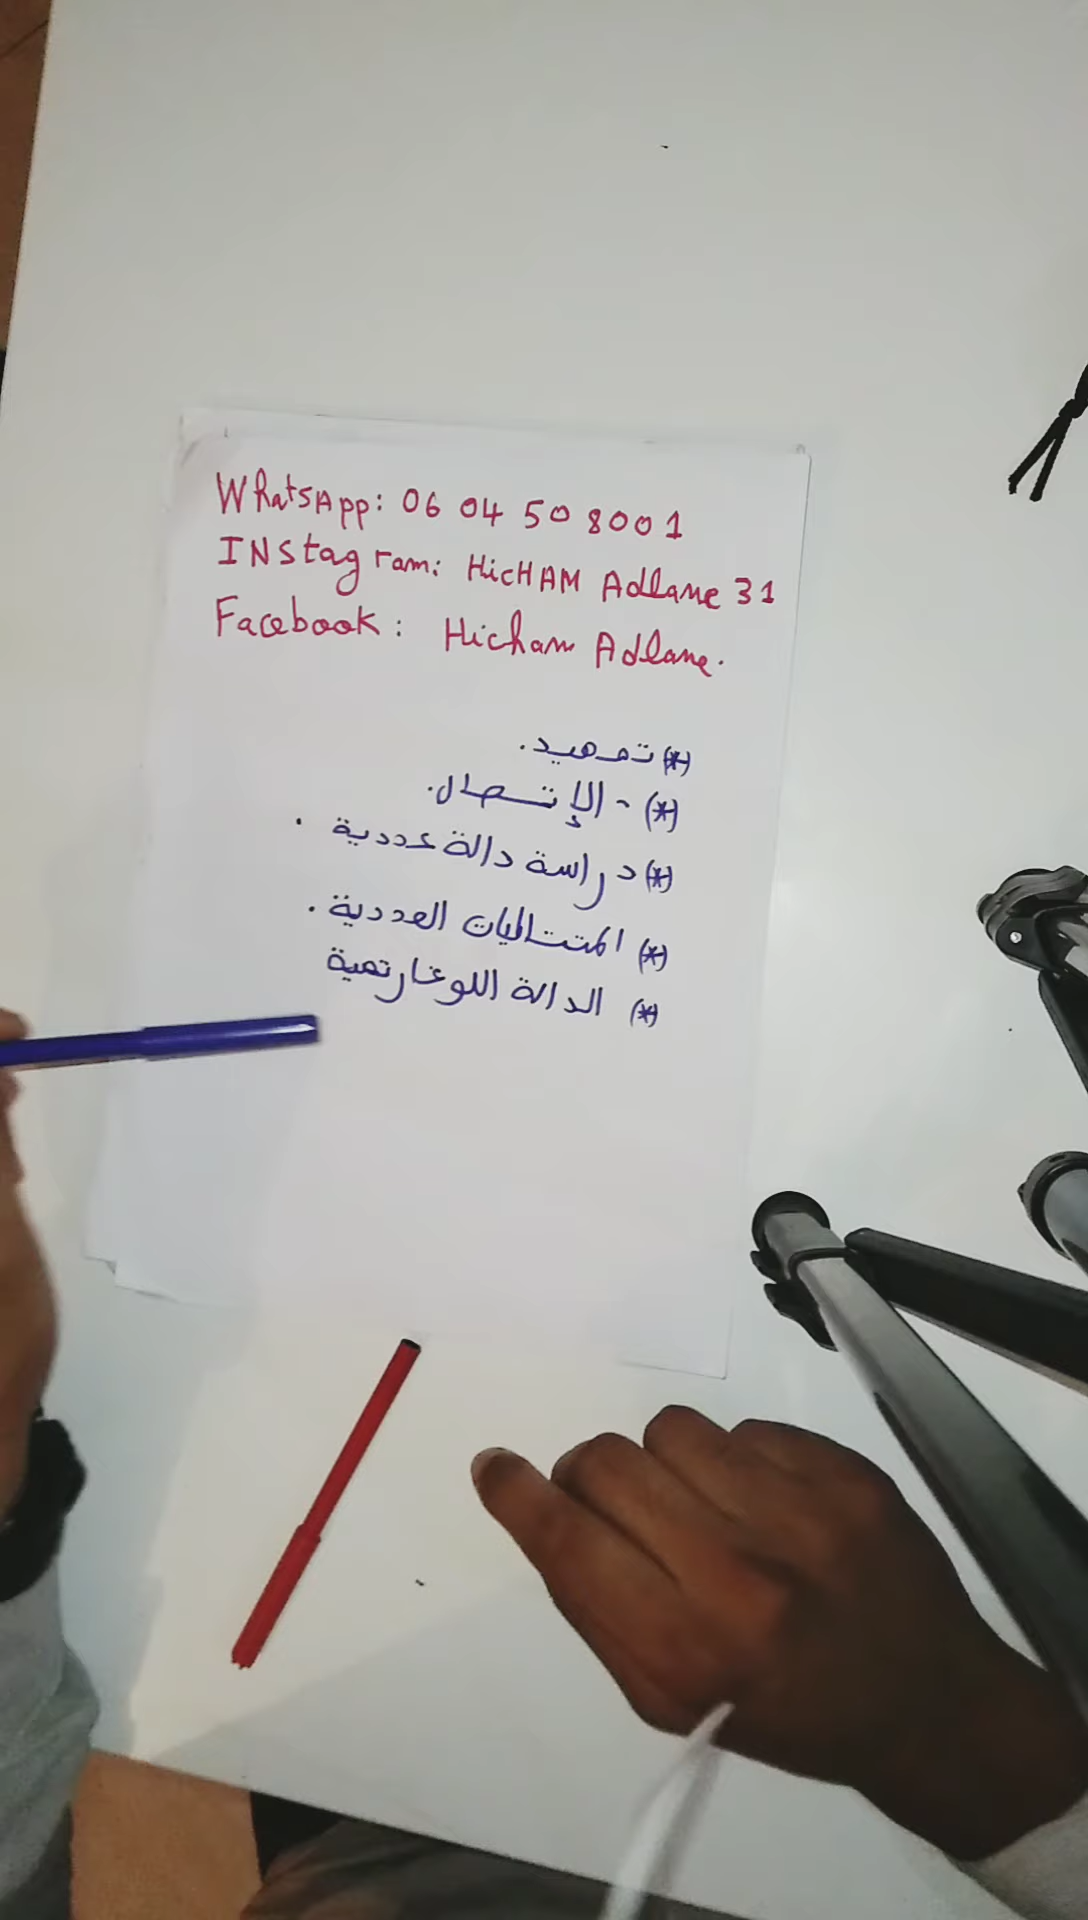 WhatsApp: 06 04 50 8001
INstagram: HicHAM Adlane 31
Facebook: Hicham Adlane.
(*) تمهيد.
(*) - الإتصال.
(*) دراسة دالة عددية.
(*) المتتاليات العددية.
(*) الدالة اللوغارتمية